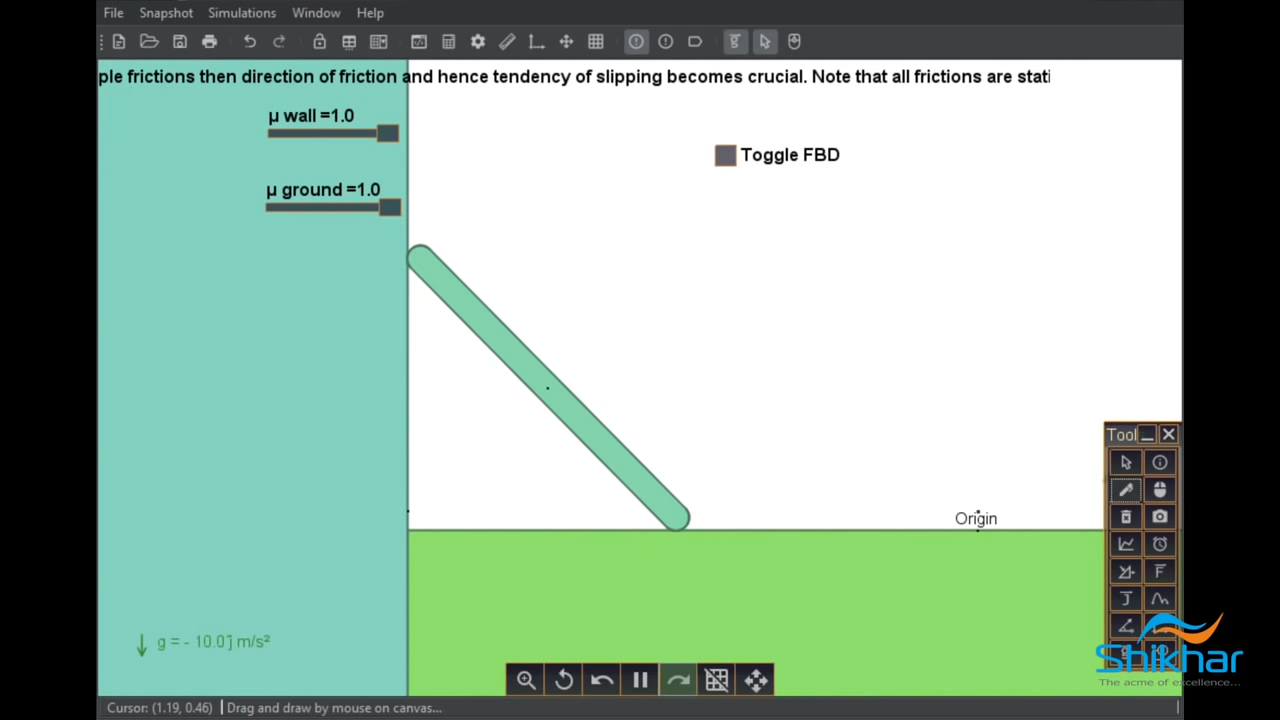 File Snapshot Simulations Window Help
ple frictions then direction of friction and hence tendency of slipping becomes crucial. Note that all frictions are stati
μ wall =1.0
Toggle FBD
μ ground =1.0
Tool
Origin
g = - 10.0 ĵ m/s²
Shikhar
The acme of excellence...
Cursor: (1.19, 0.46) Drag and draw by mouse on canvas...